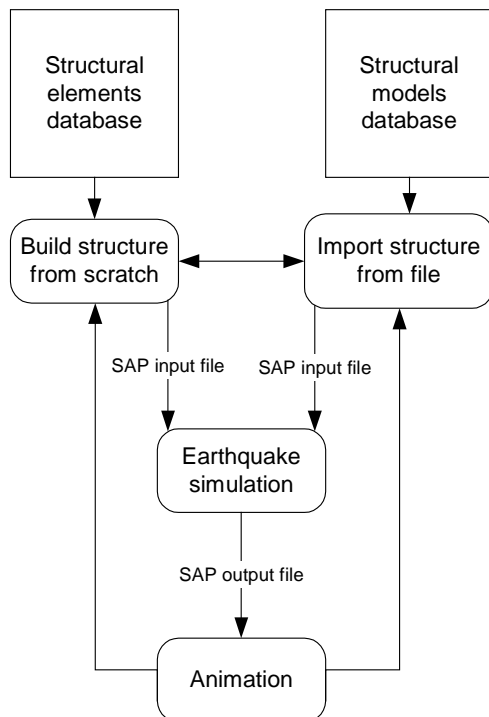 Structural
elements
database
Structural
models
database
Build structure
from scratch
Import structure
from file
SAP input file
SAP input file
Earthquake
simulation
SAP output file
Animation